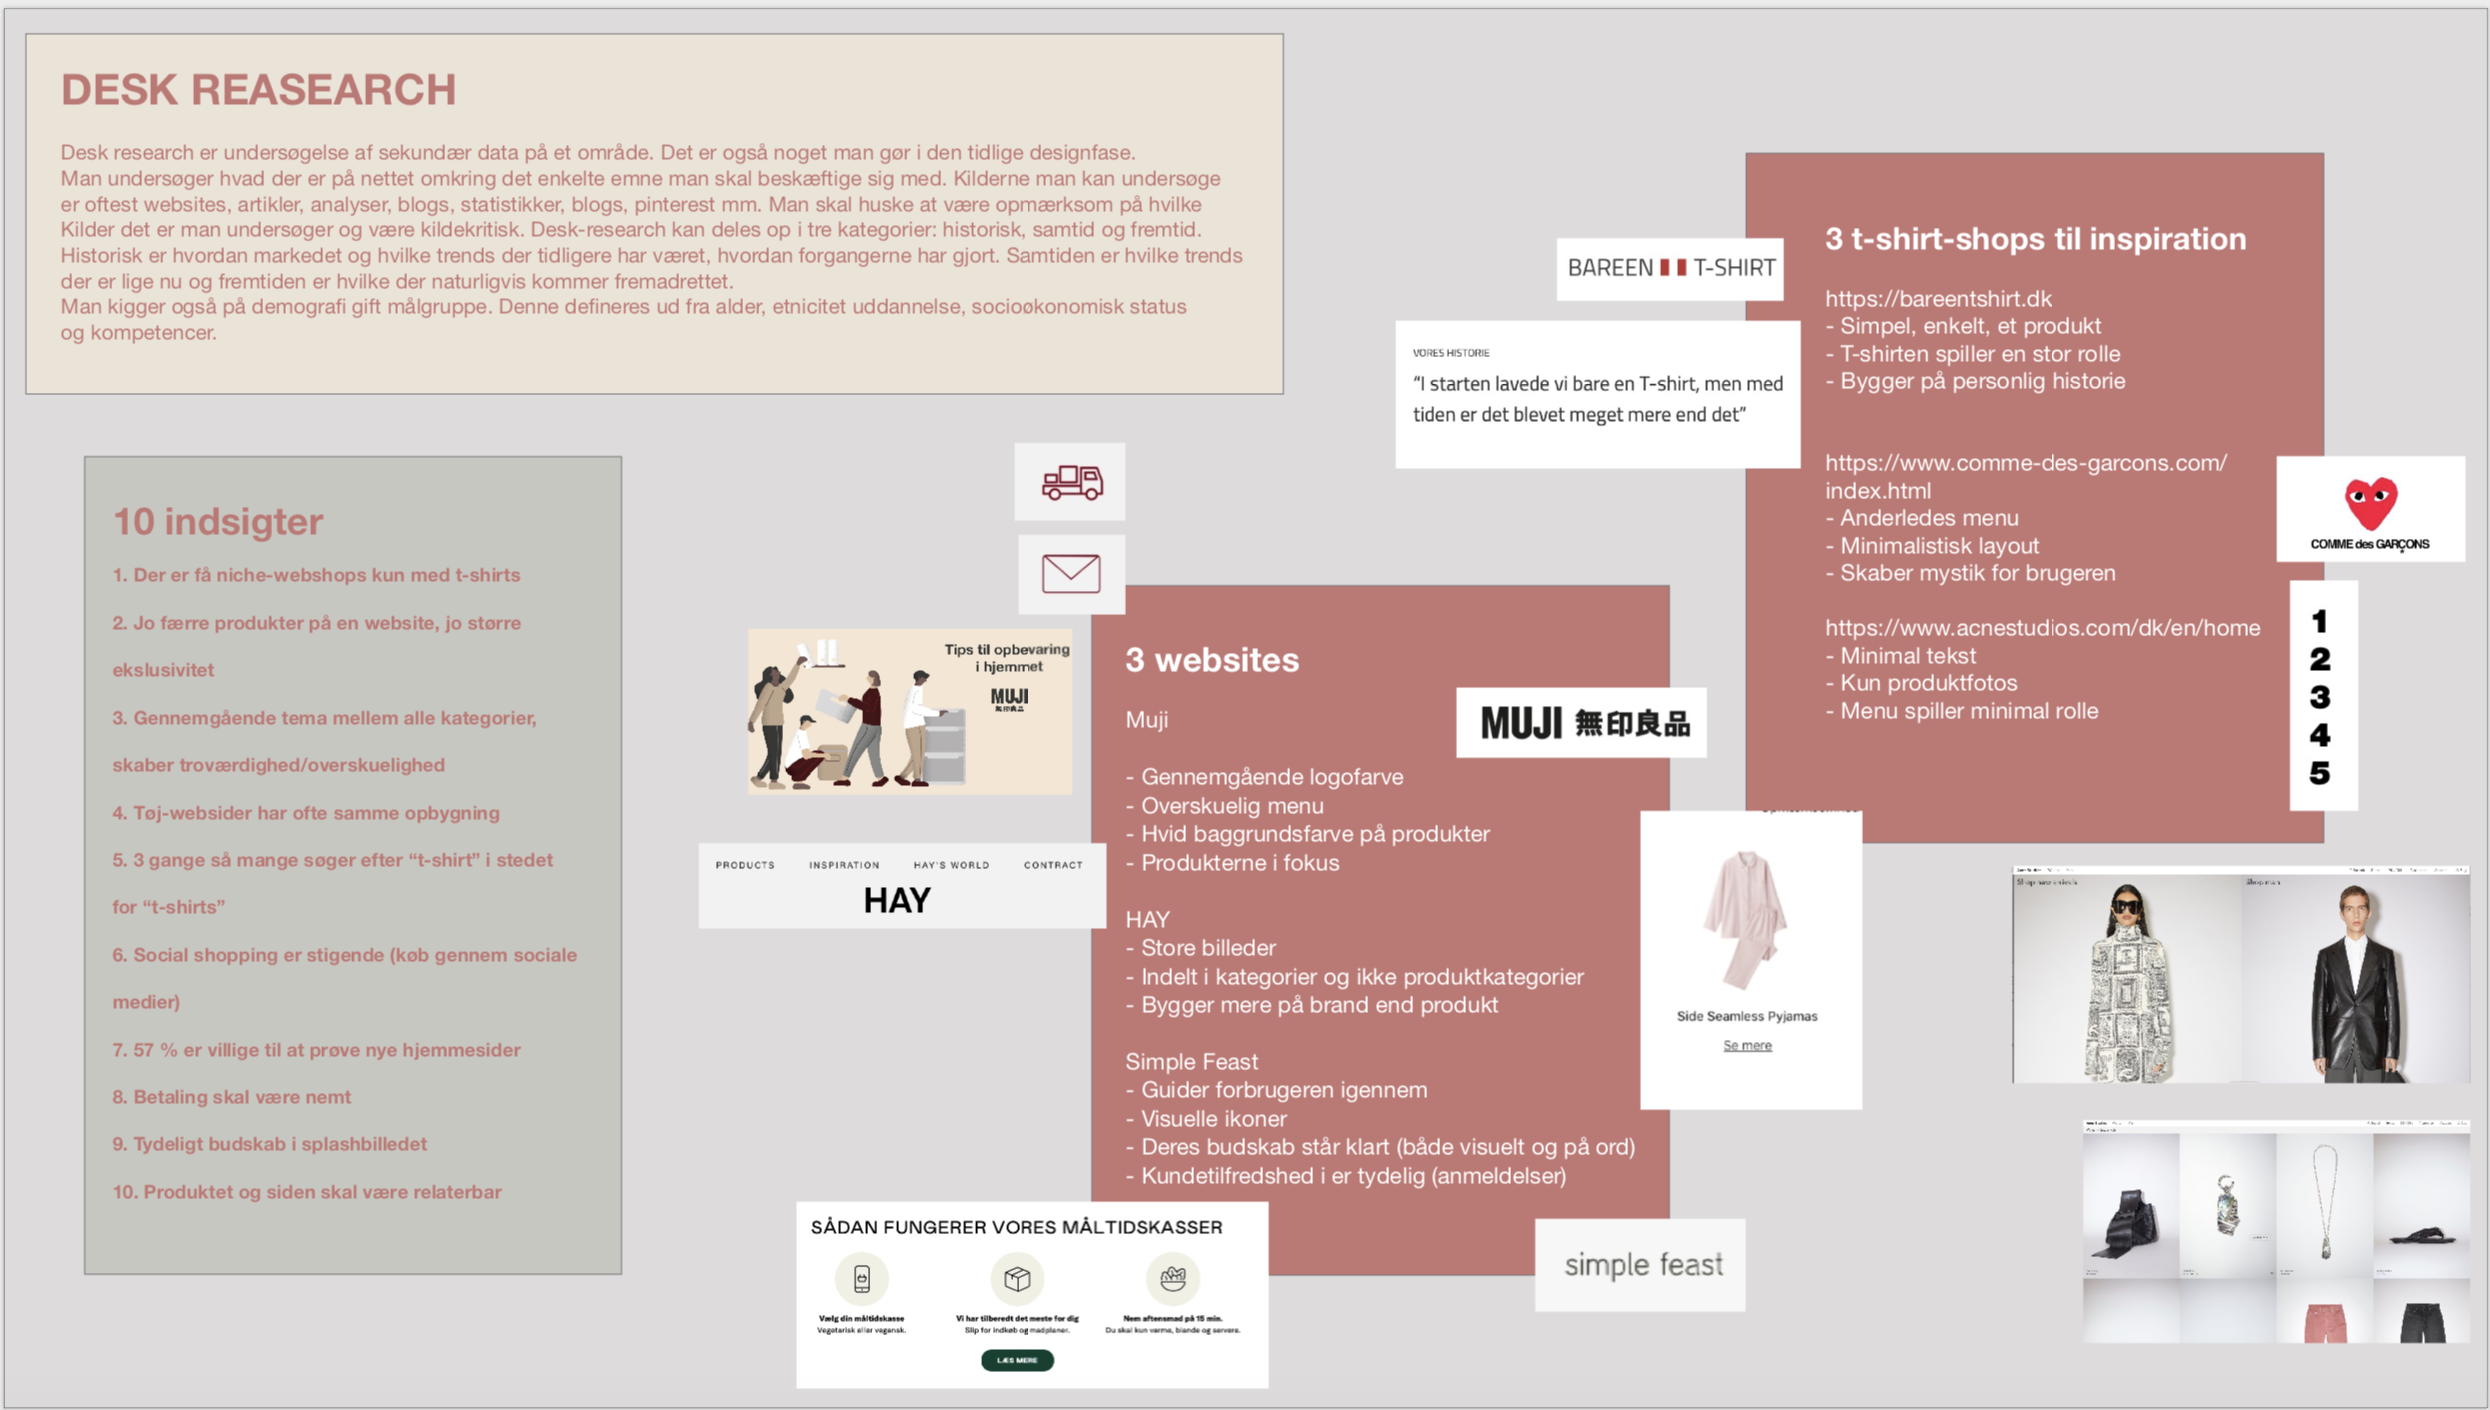 DESK REASEARCH
Desk research er undersøgelse af sekundær data på et område. Det er også noget man gør i den tidlige designfase.
Man undersøger hvad der er på nettet omkring det enkelte emne man skal beskæftige sig med. Kilderne man kan undersøge
er oftest websites, artikler, analyser, blogs, statistikker, blogs, pinterest mm. Man skal huske at være opmærksom på hvilke
Kilder det er man undersøger og være kildekritisk. Desk-research kan deles op i tre kategorier: historisk, samtid og fremtid.
Historisk er hvordan markedet og hvilke trends der tidligere har været, hvordan forgangerne har gjort. Samtiden er hvilke trends
der er lige nu og fremtiden er hvilke der naturligvis kommer fremadrettet.
Man kigger også på demografi gift målgruppe. Denne defineres ud fra alder, etnicitet uddannelse, socioøkonomisk status
og kompetencer.
10 indsigter
1. Der er få niche-webshops kun med t-shirts
2. Jo færre produkter på en website, jo større
ekslusivitet
3. Gennemgående tema mellem alle kategorier,
skaber troværdighed/overskuelighed
4. Tøj-websider har ofte samme opbygning
5. 3 gange så mange søger efter “t-shirt” i stedet
for “t-shirts”
6. Social shopping er stigende (køb gennem sociale
medier)
7. 57 % er villige til at prøve nye hjemmesider
8. Betaling skal være nemt
9. Tydeligt budskab i splashbilledet
10. Produktet og siden skal være relaterbar
Tips til opbevaring
i hjemmet
MUJI
無印良品
PRODUCTS INSPIRATION HAY'S WORLD CONTRACT
HAY
3 websites
Muji
MUJI 無印良品
- Gennemgående logofarve
- Overskuelig menu
- Hvid baggrundsfarve på produkter
- Produkterne i fokus
HAY
- Store billeder
- Indelt i kategorier og ikke produktkategorier
- Bygger mere på brand end produkt
Simple Feast
- Guider forbrugeren igennem
- Visuelle ikoner
- Deres budskab står klart (både visuelt og på ord)
- Kundetilfredshed i er tydelig (anmeldelser)
SÅDAN FUNGERER VORES MÅLTIDSKASSER
Vælg din måltidskasse
Vegetarisk eller vegansk.
Vi har tilberedt det meste for dig
Slip for indkøb og madplaner.
Nem aftensmad på 15 min.
Du skal kun varme, blande og servere.
LÆS MERE
simple feast
Side Seamless Pyjamas
Se mere
BAREEN T-SHIRT
VORES HISTORIE
“I starten lavede vi bare en T-shirt, men med
tiden er det blevet meget mere end det”
3 t-shirt-shops til inspiration
https://bareentshirt.dk
- Simpel, enkelt, et produkt
- T-shirten spiller en stor rolle
- Bygger på personlig historie
https://www.comme-des-garcons.com/
index.html
- Anderledes menu
- Minimalistisk layout
- Skaber mystik for brugeren
https://www.acnestudios.com/dk/en/home
- Minimal tekst
- Kun produktfotos
- Menu spiller minimal rolle
COMME des GARÇONS
1
2
3
4
5
Shop man